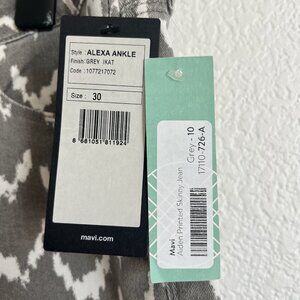 Style : ALEXA ANKLE
Finish: GREY IKAT
Code : 1077217072
Size : 30
8 681051 811924
mavi.com
Mavi
Aiden Printed Skinny Jean
Grey - 10
17110-726-A